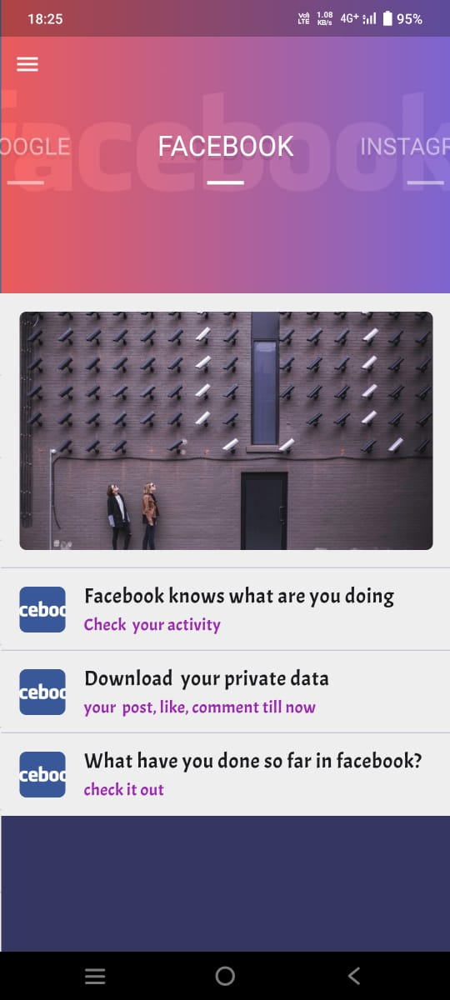 18:25
Vo)
LTE
1.08
KB/s
4G+
95%
facebook
OOGLE
FACEBOOK
INSTAGR
ceboo
Facebook knows what are you doing
Check your activity
ceboo
Download your private data
your post, like, comment till now
ceboo
What have you done so far in facebook?
check it out